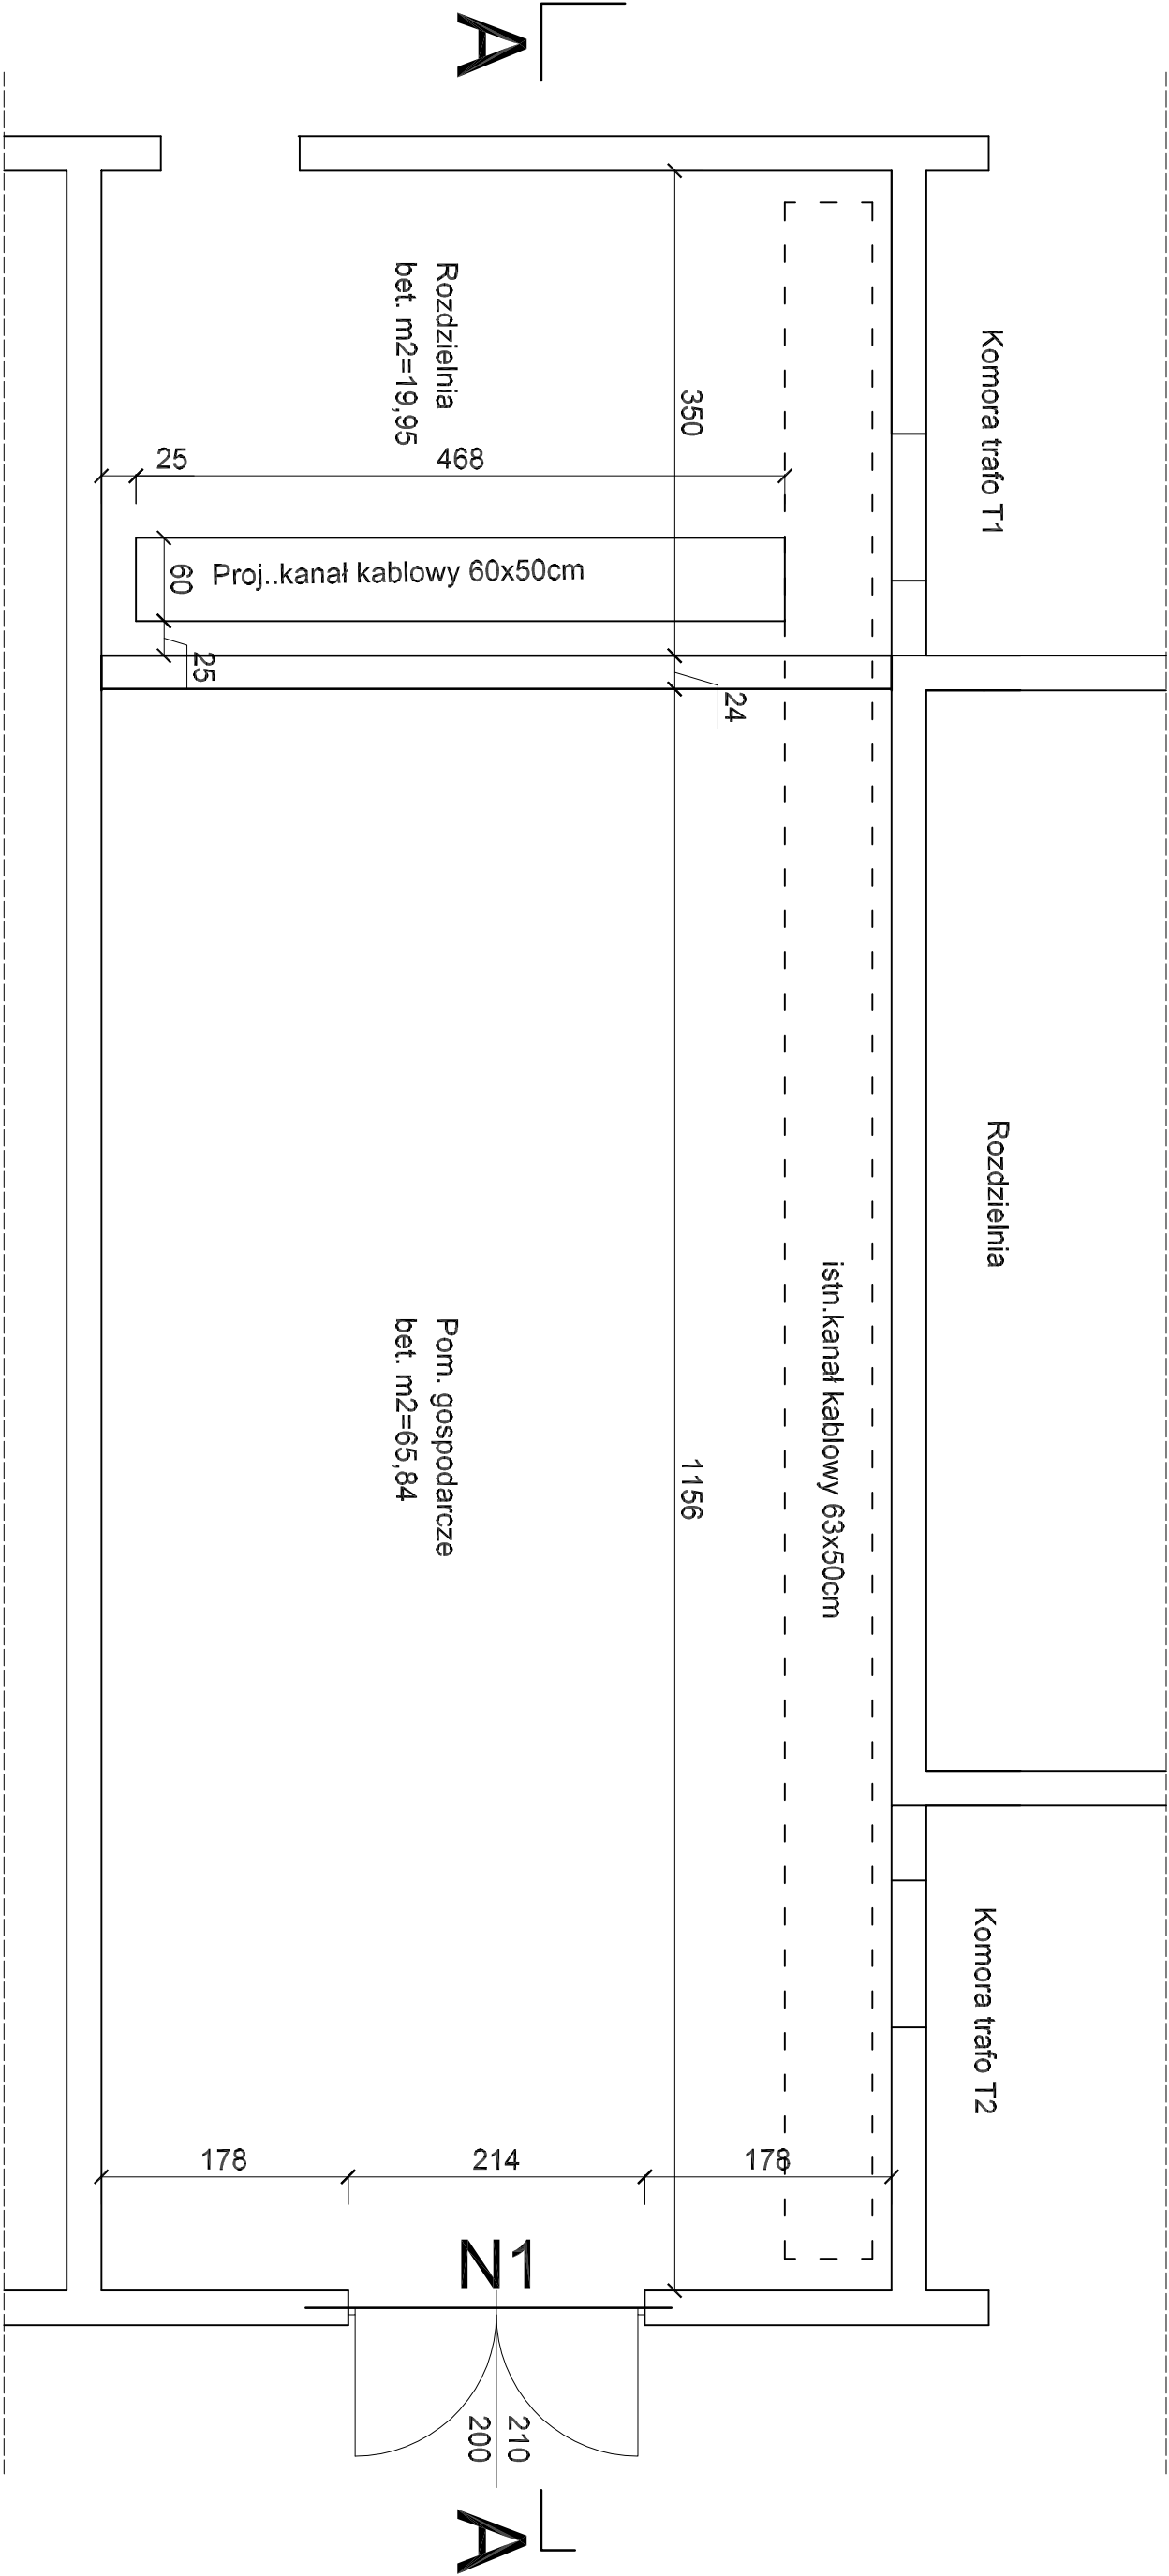 A
Komora trafo T1
Rozdzielnia
bet. m2=19,95
350
25
468
60
Proj..kanał kablowy 60x50cm
25
24
Rozdzielnia
istn.kanał kablowy 63x50cm
Pom. gospodarcze
bet. m2=65,84
1156
Komora trafo T2
178
214
178
N1
210
200
A